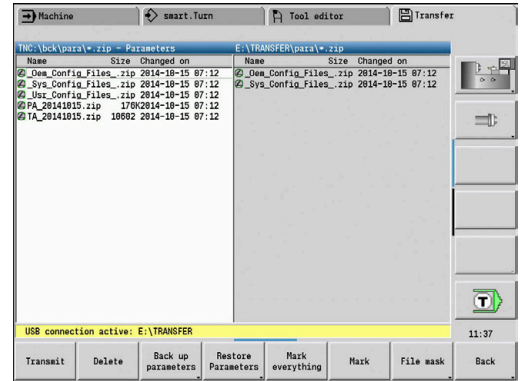 Machine
smart.Turn
Tool editor
Transfer
TNC:\bck\para\*.zip - Parameters
E:\TRANSFER\para\*.zip
Name Size Changed on
Name Size Changed on
_Oem_Config_Files_.zip 2014-10-15 07:12
_Oem_Config_Files_.zip 2014-10-15 07:12
_Sys_Config_Files_.zip 2014-10-15 07:12
_Sys_Config_Files_.zip 2014-10-15 07:12
_Usr_Config_Files_.zip 2014-10-15 07:12
PA_20141015.zip 176K2014-10-15 07:12
TA_20141015.zip 10602 2014-10-15 07:12
T
USB connection active: E:\TRANSFER
11:37
Transmit
Delete
Back up
parameters
Restore
Parameters
Mark
everything
Mark
File mask
Back